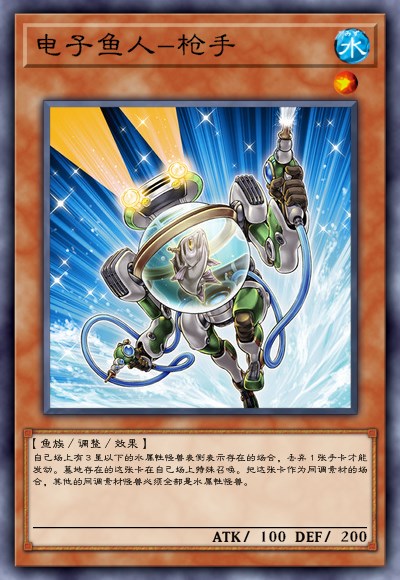 电子鱼人-枪手
水
【鱼族/调整/效果】
自己场上有3星以下的水属性怪兽表侧表示存在的场合,丢弃1张手卡才能
发动。墓地存在的这张卡在自己场上特殊召唤。把这张卡作为同调素材的场
合,其他的同调素材怪兽必须全部是水属性怪兽。
ATK/ 100 DEF/ 200